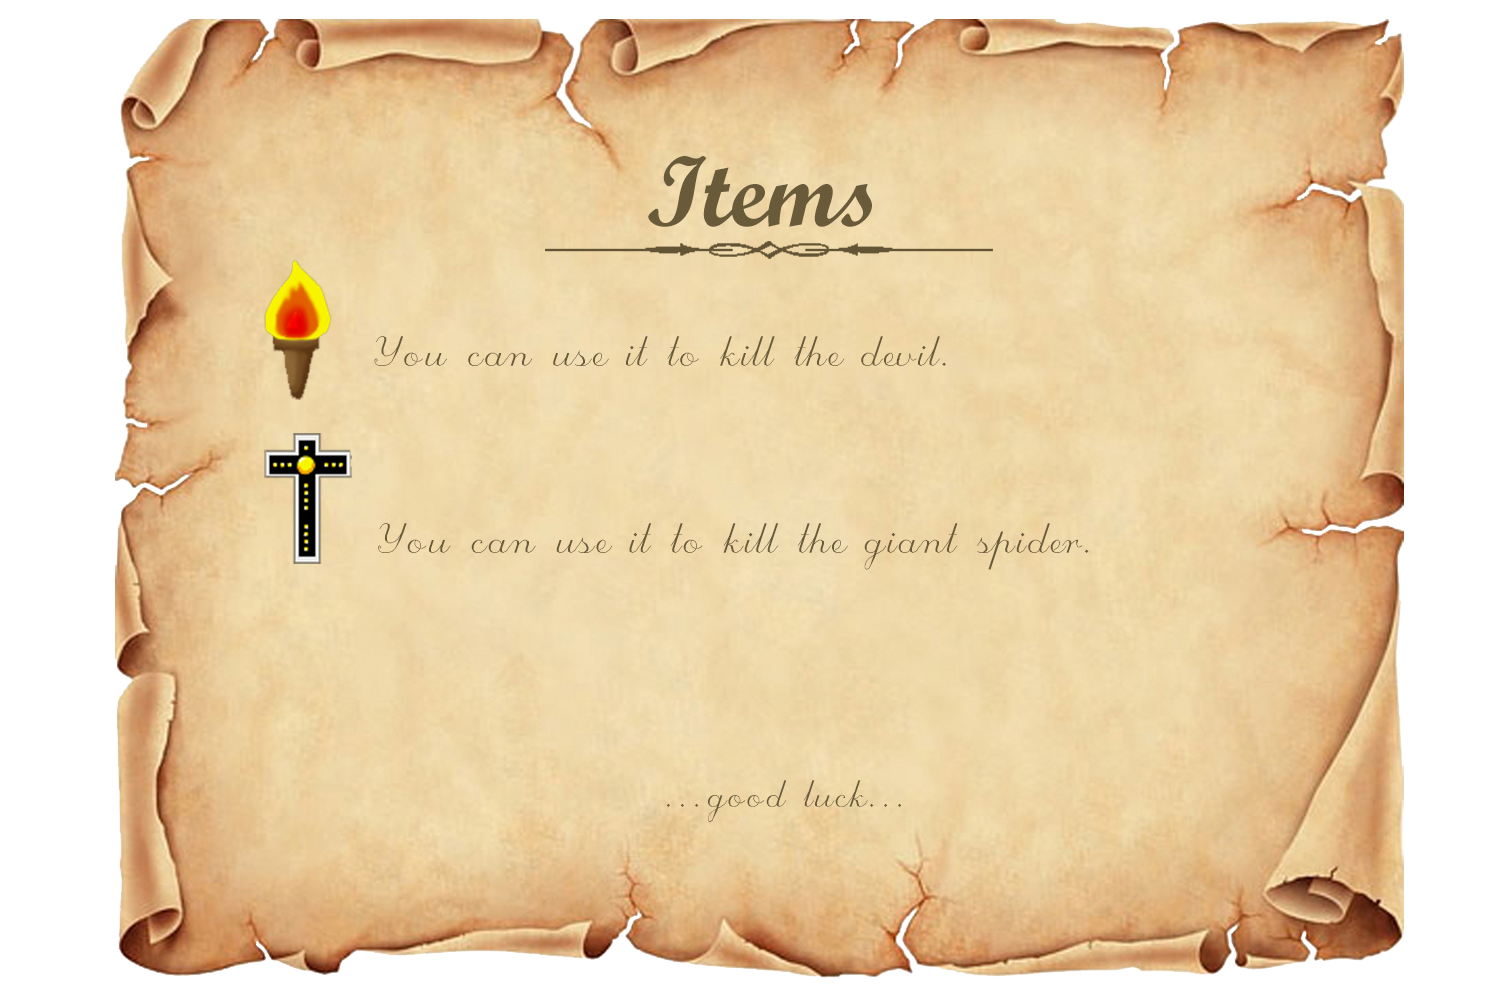 Items
You can use it to kill the devil.
You can use it to kill the giant spider.
...good luck...